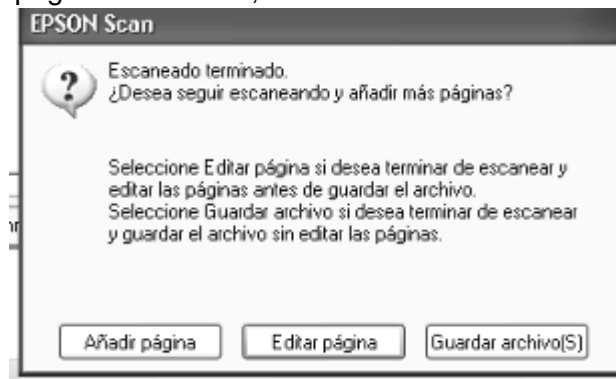 EPSON Scan
Escaneado terminado.
¿Desea seguir escaneando y añadir más páginas?
Seleccione Editar página si desea terminar de escanear y
editar las páginas antes de guardar el archivo.
Seleccione Guardar archivo si desea terminar de escanear
y guardar el archivo sin editar las páginas.
Añadir página
Editar página
Guardar archivo(S)